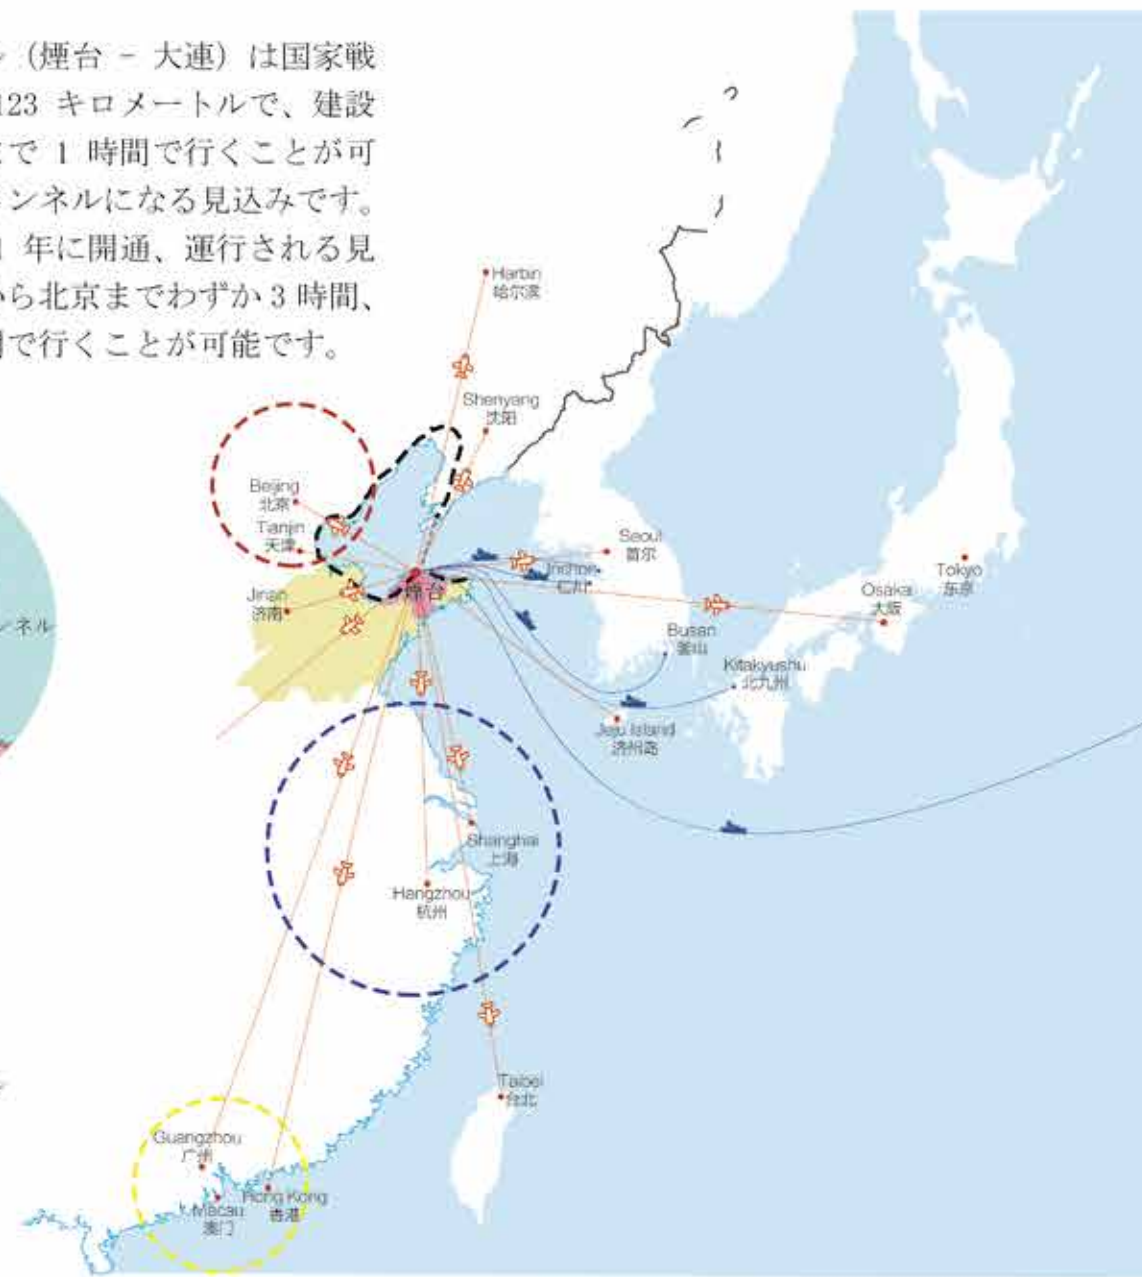 （煙台 - 大連）は国家戦
123 キロメートルで、建設
で 1 時間で行くことが可
ンネルになる見込みです。
年に開通、運行される見
ら北京までわずか 3 時間、
で行くことが可能です。
Harbin
哈尔滨
Shenyang
沈阳
Beijing
北京
Tianjin
天津
Seoul
首尔
Inchon
仁川
Jinan
济南
煙台
ンネル
Tokyo
东京
Osakai
大阪
Busan
釜山
Kitakyushu
北九州
Jeju Island
济州岛
Shanghai
上海
Hangzhou
杭州
Taibei
台北
Guangzhou
广州
Hong Kong
香港
Macau
澳门